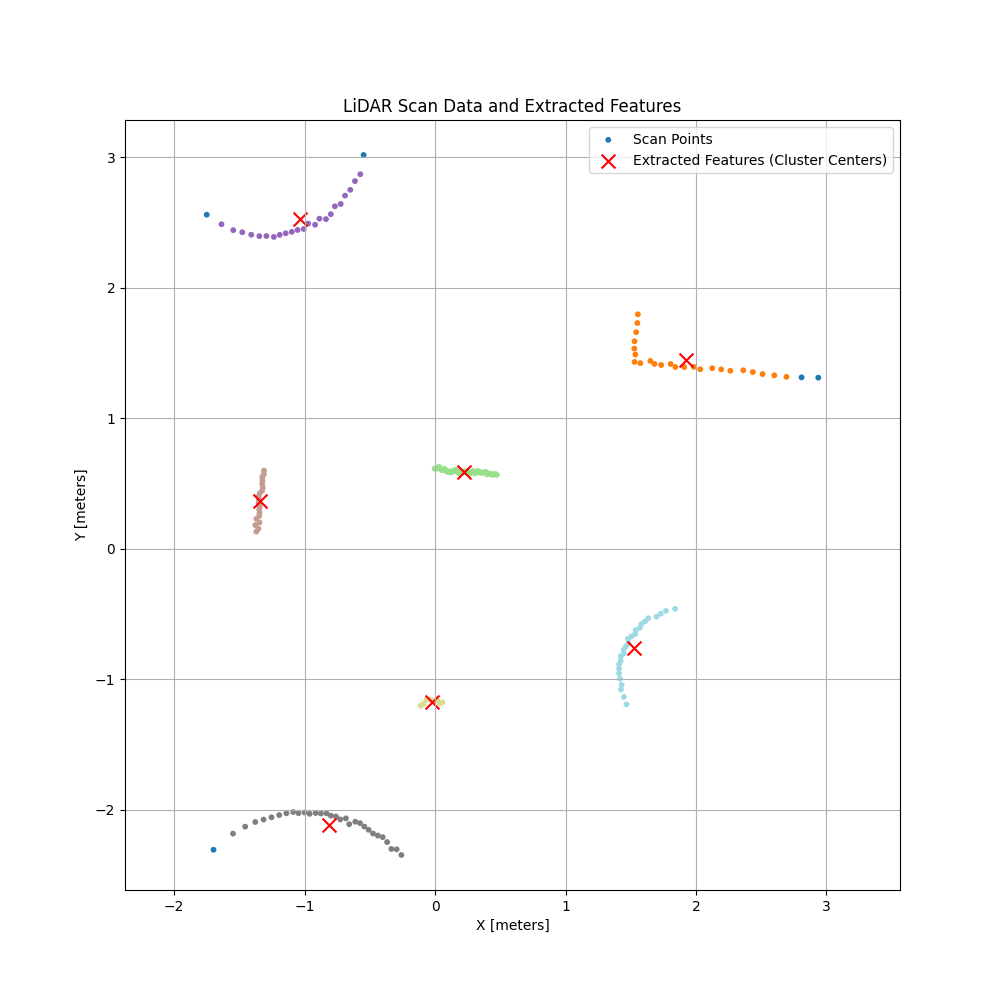 LiDAR Scan Data and Extracted Features
Scan Points
Extracted Features (Cluster Centers)
3
2
1
0
−1
−2
Y [meters]
−2 −1 0 1 2 3
X [meters]